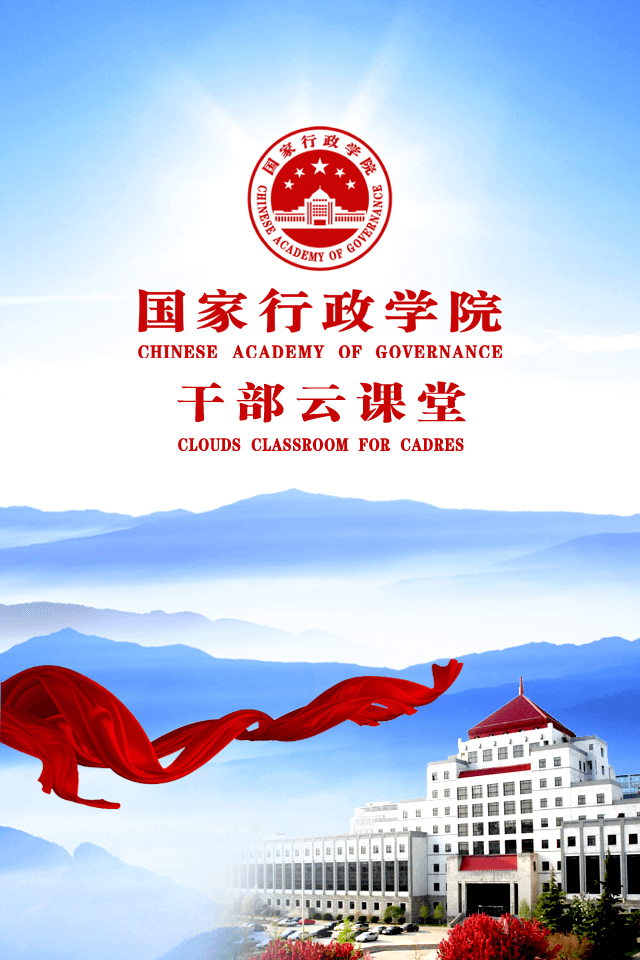 国家行政学院
CHINESE ACADEMY OF GOVERNANCE
国家行政学院
CHINESE ACADEMY OF GOVERNANCE
干部云课堂
CLOUDS CLASSROOM FOR CADRES